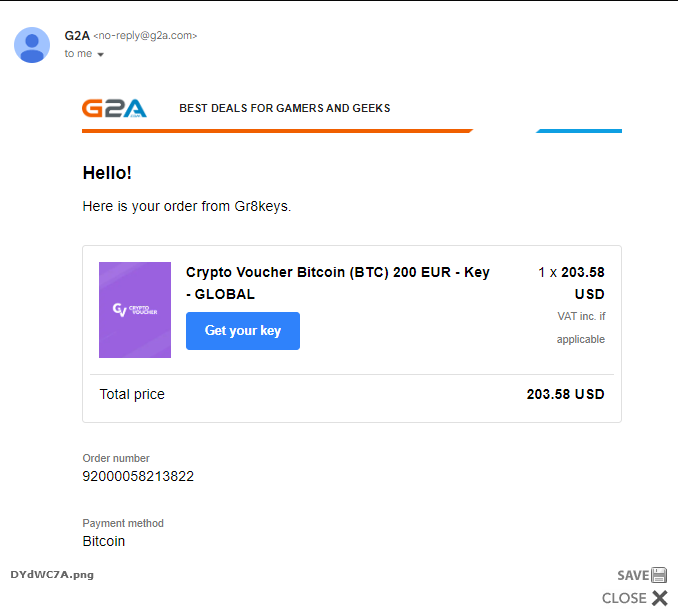 G2A <no-reply@g2a.com>
to me
G2A.COM
BEST DEALS FOR GAMERS AND GEEKS
Hello!
Here is your order from Gr8keys.
GV CRYPTO
VOUCHER
Crypto Voucher Bitcoin (BTC) 200 EUR - Key
- GLOBAL
Get your key
1 x 203.58
USD
VAT inc. if
applicable
Total price
203.58 USD
Order number
92000058213822
Payment method
Bitcoin
DYdWC7A.png
SAVE
CLOSE